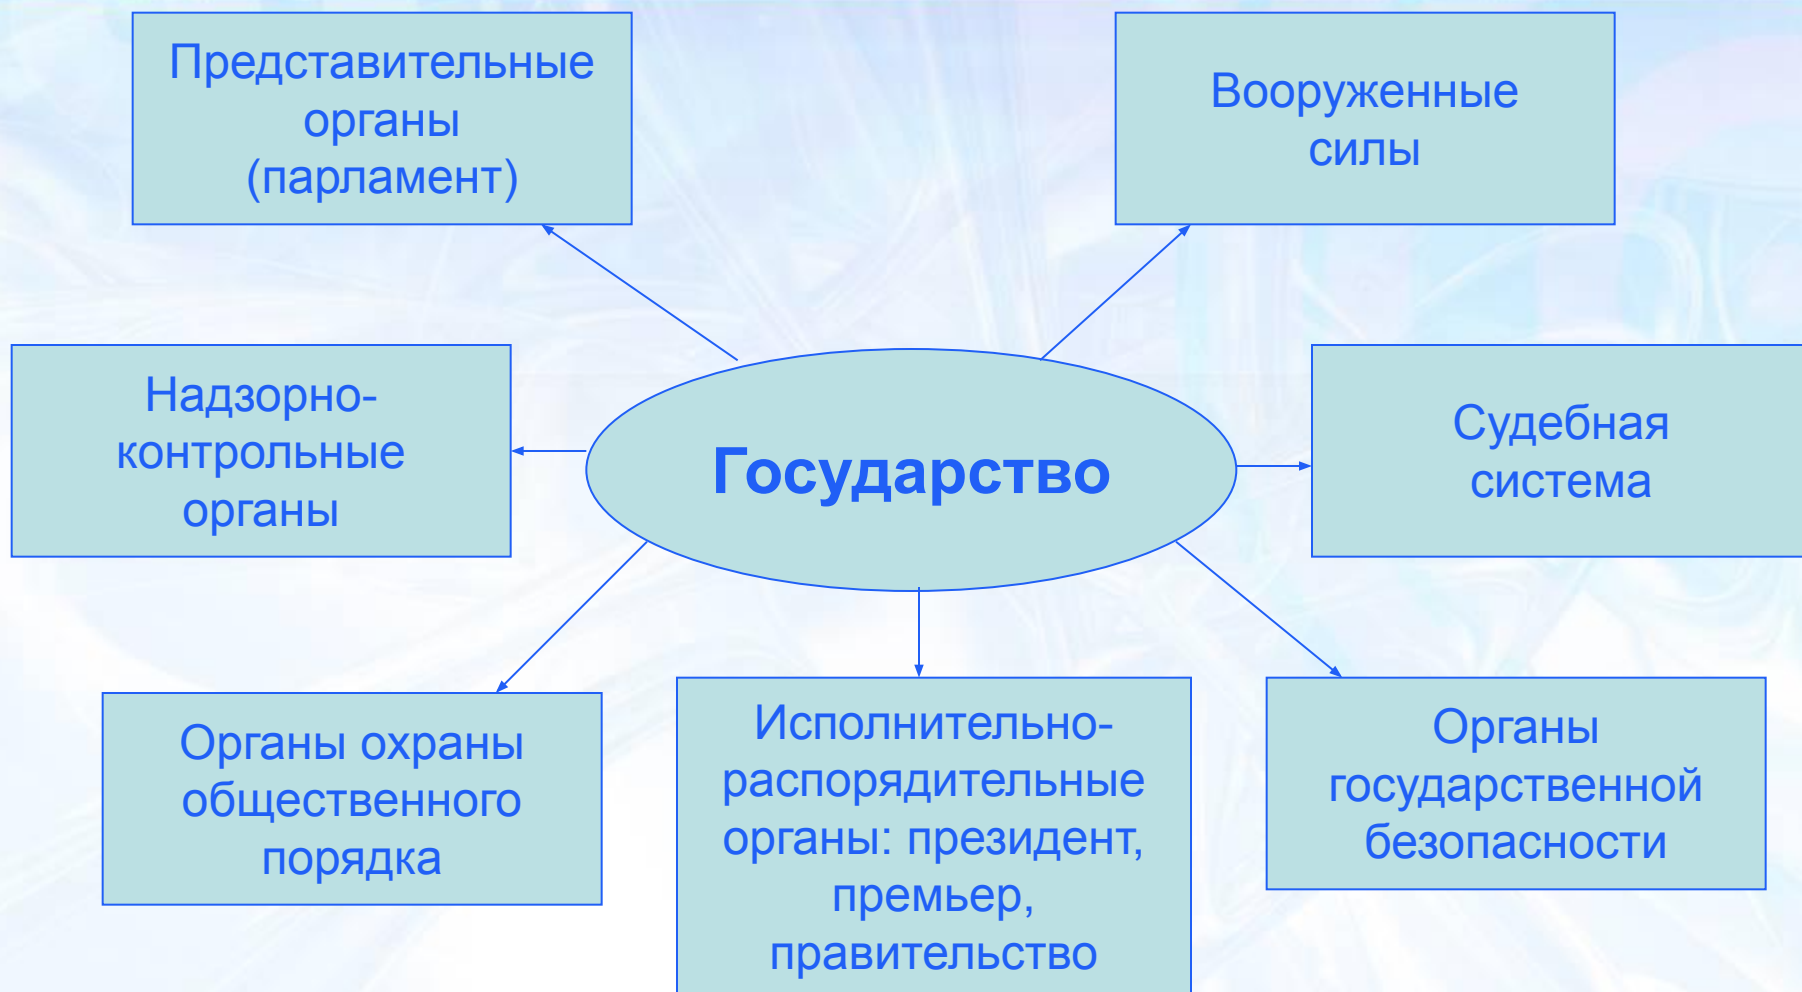 Представительные
органы
(парламент)
Вооруженные
силы
Надзорно-
контрольные
органы
Государство
Судебная
система
Органы охраны
общественного
порядка
Исполнительно-
распорядительные
органы: президент,
премьер,
правительство
Органы
государственной
безопасности